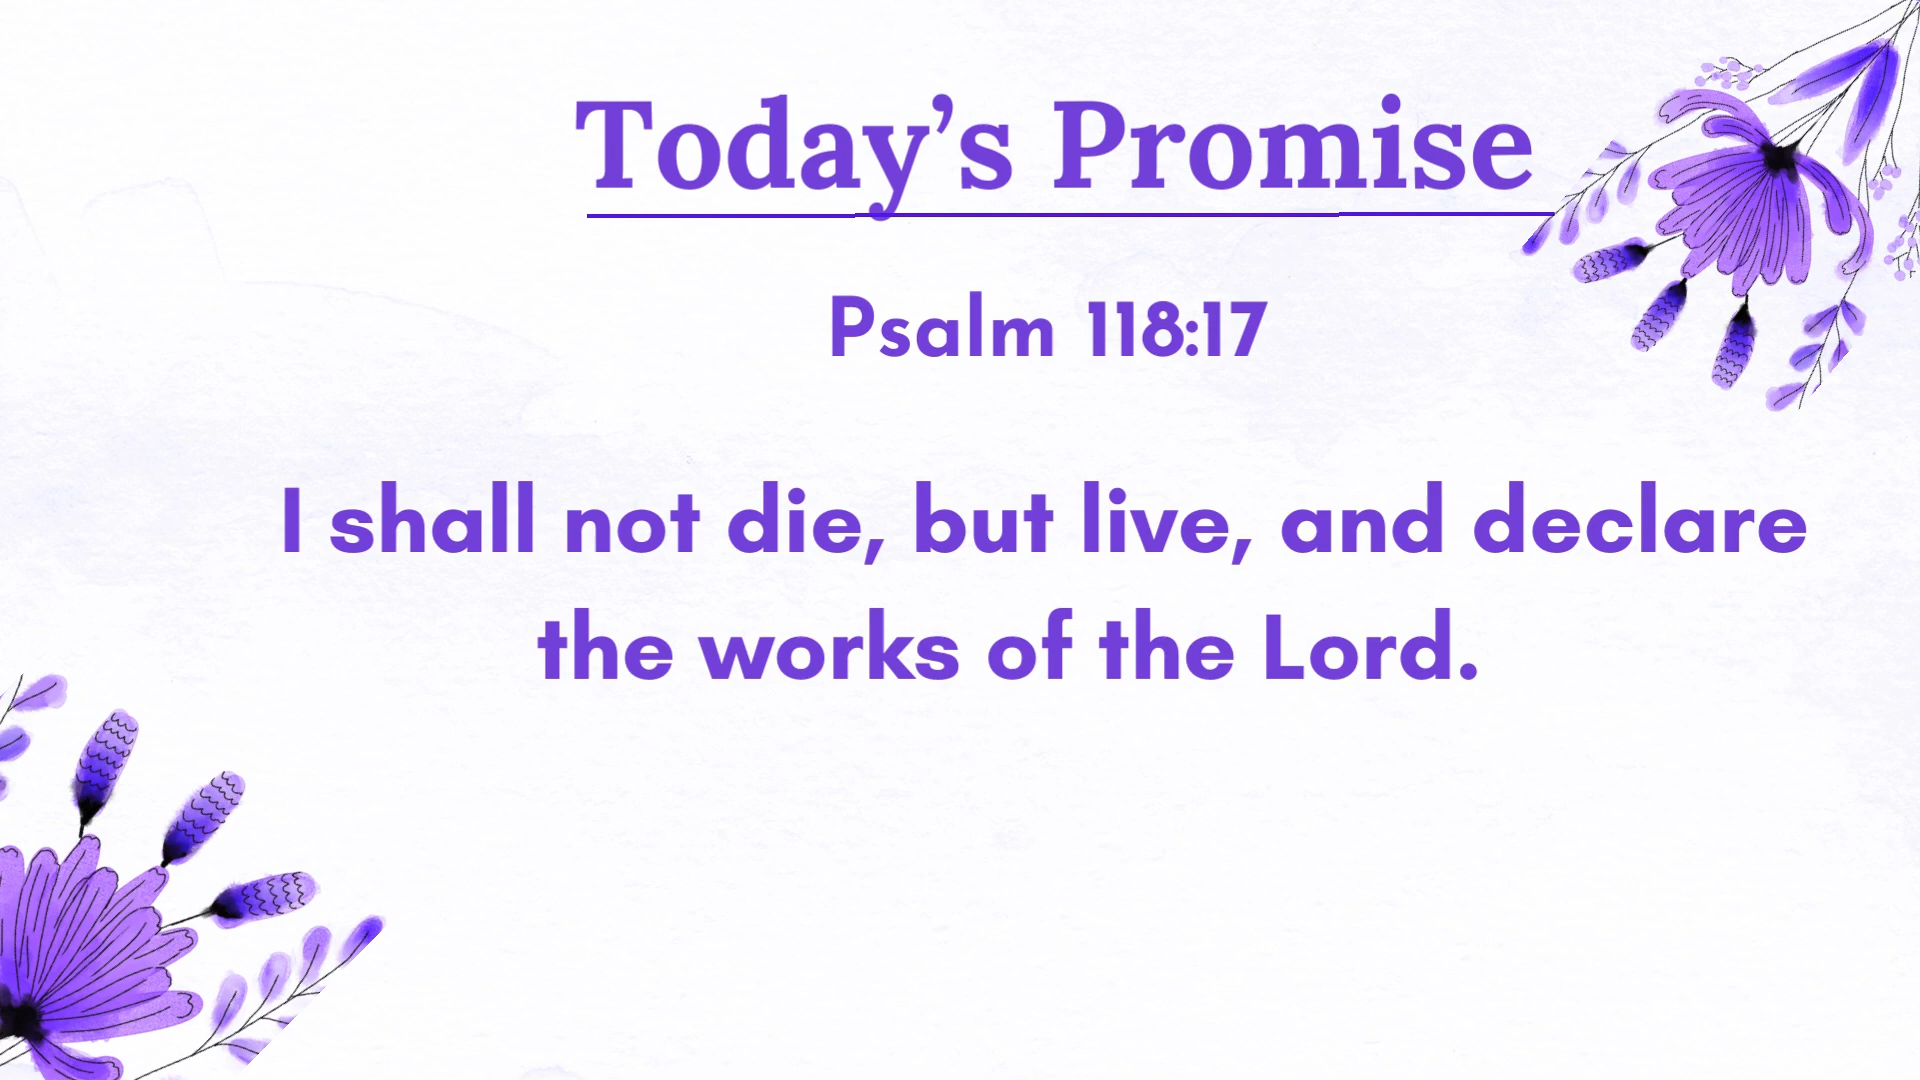 Today’s Promise
Psalm 118:17
I shall not die, but live, and declare
the works of the Lord.